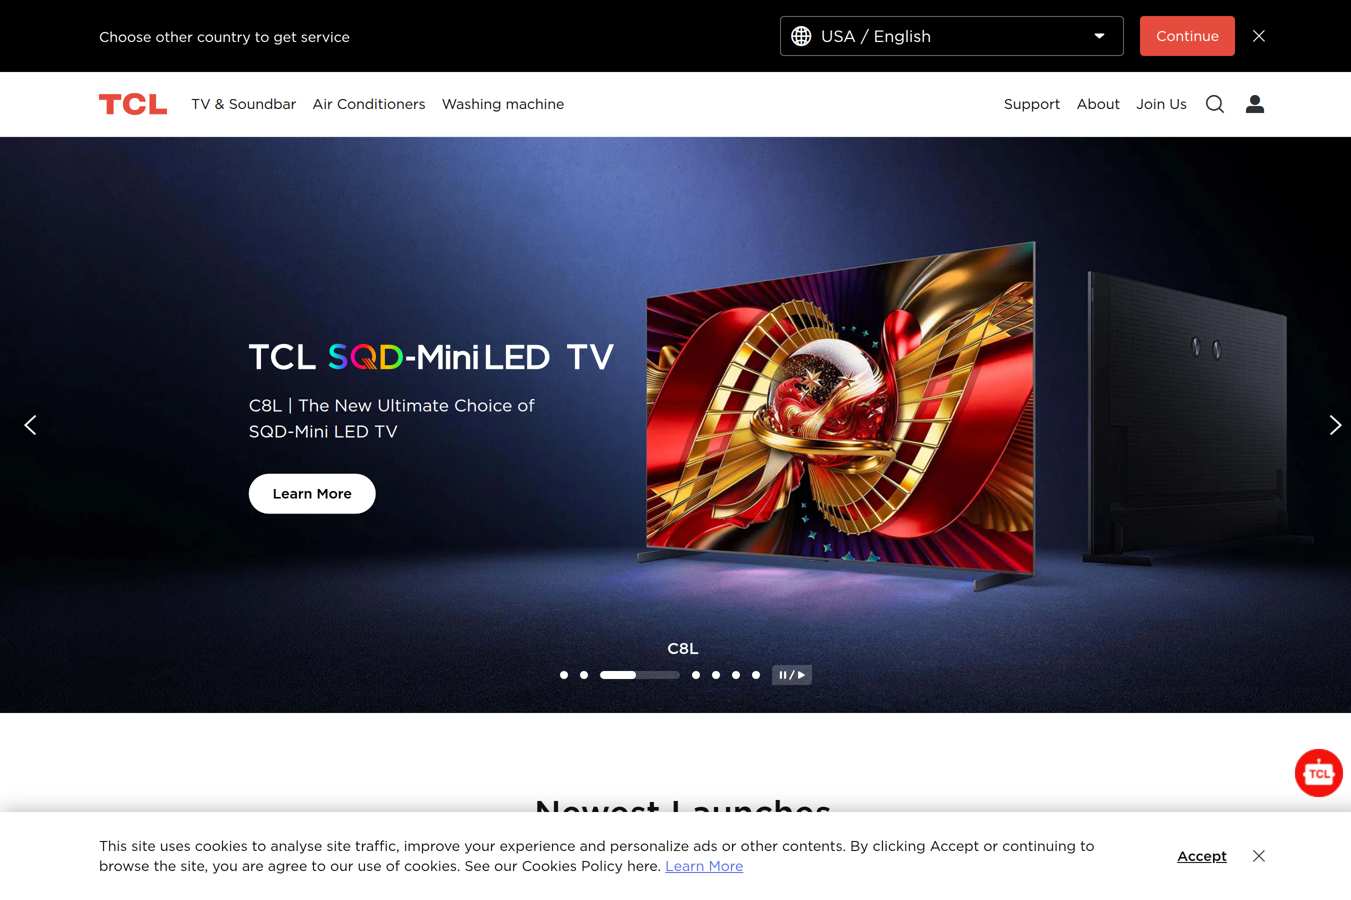 Choose other country to get service
USA / English
Continue
TCL
TV & Soundbar
Air Conditioners
Washing machine
Support
About
Join Us
TCL SQD-Mini LED TV
C8L | The New Ultimate Choice of
SQD-Mini LED TV
Learn More
C8L
TCL
Newest Launches
This site uses cookies to analyse site traffic, improve your experience and personalize ads or other contents. By clicking Accept or continuing to
browse the site, you are agree to our use of cookies. See our Cookies Policy here. Learn More
Accept